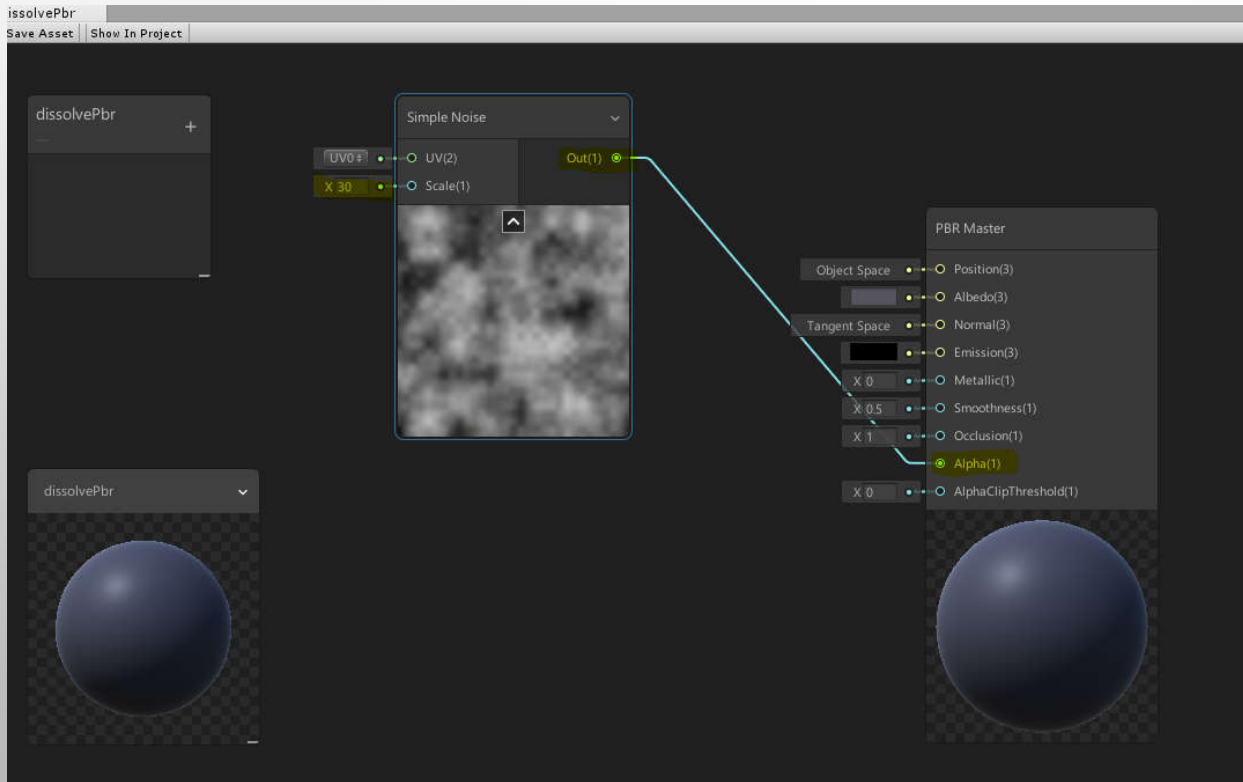 issolvePbr
Save Asset Show In Project
dissolvePbr
+
Simple Noise
UV0 UV(2) Out(1)
X 30 Scale(1)
PBR Master
Object Space Position(3)
Albedo(3)
Tangent Space Normal(3)
Emission(3)
X 0 Metallic(1)
X 0.5 Smoothness(1)
X 1 Occlusion(1)
Alpha(1)
X 0 AlphaClipThreshold(1)
dissolvePbr